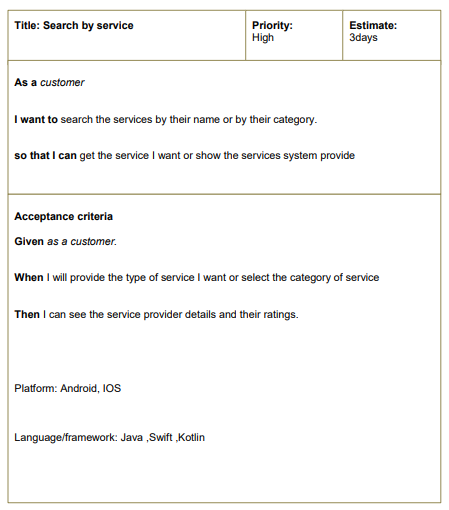 Title: Search by service
Priority:
High
Estimate:
3days
As a customer
I want to search the services by their name or by their category.
so that I can get the service I want or show the services system provide
Acceptance criteria
Given as a customer.
When I will provide the type of service I want or select the category of service
Then I can see the service provider details and their ratings.
Platform: Android, IOS
Language/framework: Java ,Swift ,Kotlin